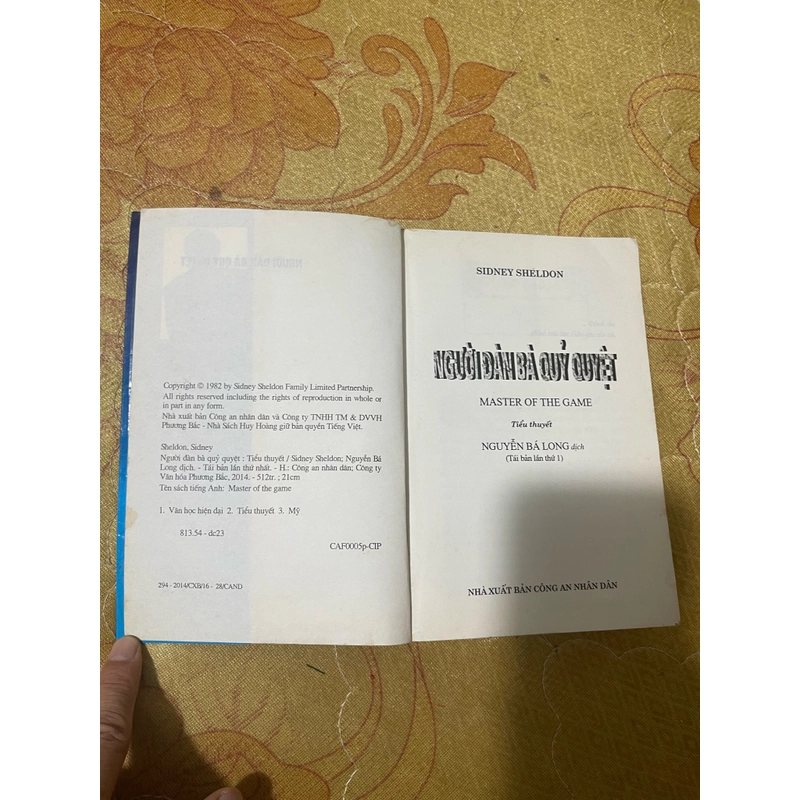 Copyright © 1982 by Sidney Sheldon Family Limited Partnership.
All rights reserved including the rights of reproduction in whole or
in part in any form.
Nhà xuất bản Công an nhân dân và Công ty TNHH TM & DVVH
Phương Bắc - Nhà Sách Huy Hoàng giữ bản quyền Tiếng Việt.
Sheldon, Sidney
Người đàn bà quỷ quyệt : Tiểu thuyết / Sidney Sheldon; Nguyễn Bá
Long dịch. - Tái bản lần thứ nhất. - H.: Công an nhân dân; Công ty
Văn hóa Phương Bắc, 2014. - 512tr. ; 21cm
Tên sách tiếng Anh: Master of the game
1. Văn học hiện đại 2. Tiểu thuyết 3. Mỹ
813.54 - dc23
CAF0005p-CIP
294 - 2014/CXB/16 - 28/CAND
SIDNEY SHELDON
NGƯỜI ĐÀN BÀ QUỶ QUYỆT
MASTER OF THE GAME
Tiểu thuyết
NGUYỄN BÁ LONG dịch
(Tái bản lần thứ 1)
NHÀ XUẤT BẢN CÔNG AN NHÂN DÂN